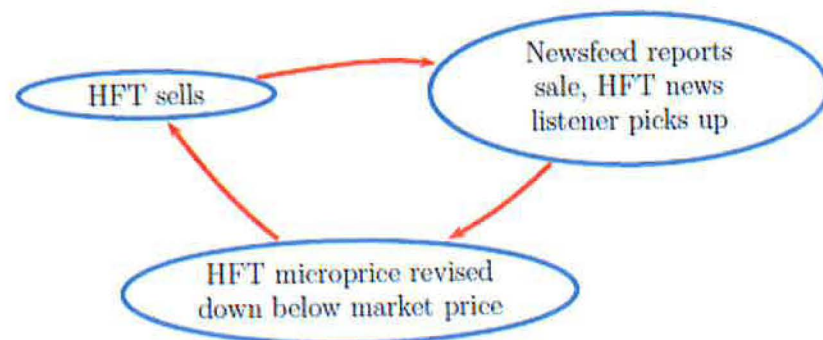 HFT sells
Newsfeed reports
sale, HFT news
listener picks up
HFT microprice revised
down below market price